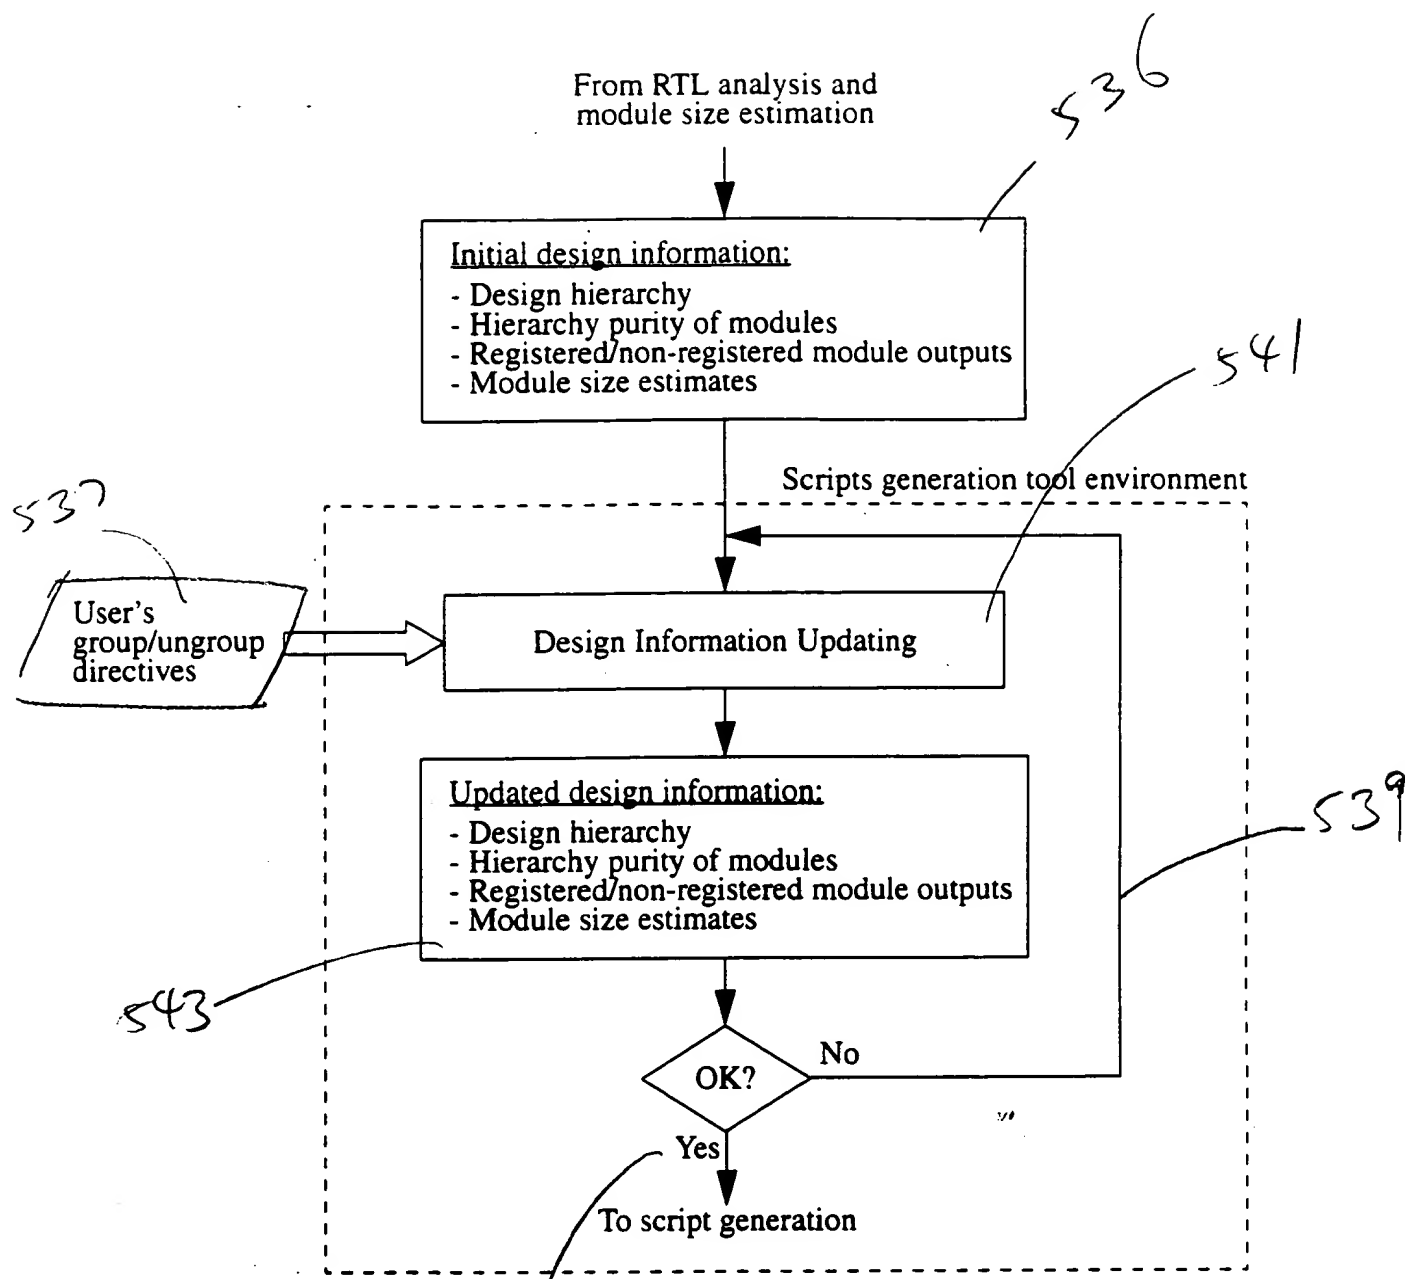 From RTL analysis and
module size estimation
536
Initial design information:
- Design hierarchy
- Hierarchy purity of modules
- Registered/non-registered module outputs
- Module size estimates
541
Scripts generation tool environment
537
User's
group/ungroup
directives
Design Information Updating
Updated design information:
- Design hierarchy
- Hierarchy purity of modules
- Registered/non-registered module outputs
- Module size estimates
539
543
OK?
No
Yes
To script generation